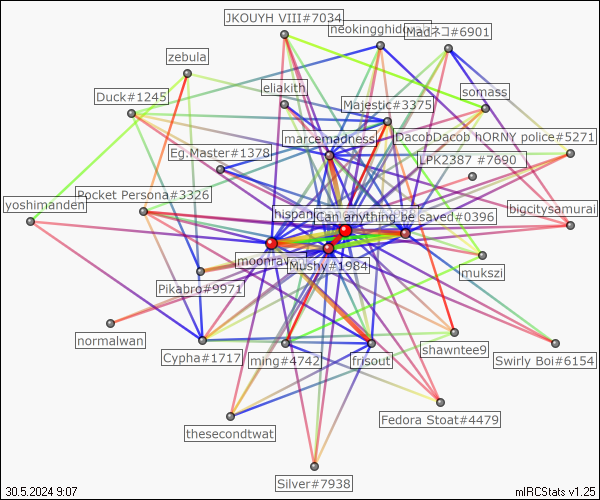 JKOUYH VIII#7034
neokingghid
Madネコ#6901
zebula
eliakith
somass
Duck#1245
Majestic#3375
marcemadness
DacobDacob hORNY police#5271
Eg.Master#1378
LPK2387 #7690
Pocket Persona#3326
yoshimanden
hispan
Can anything be saved#0396
bigcitysamurai
moonra
Mushy#1984
mukszi
Pikabro#9971
normalwan
Cypha#1717
ming#4742
frisout
shawntee9
Swirly Boi#6154
Fedora Stoat#4479
thesecondtwat
Silver#7938
30.5.2024 9:07
mIRCStats v1.25